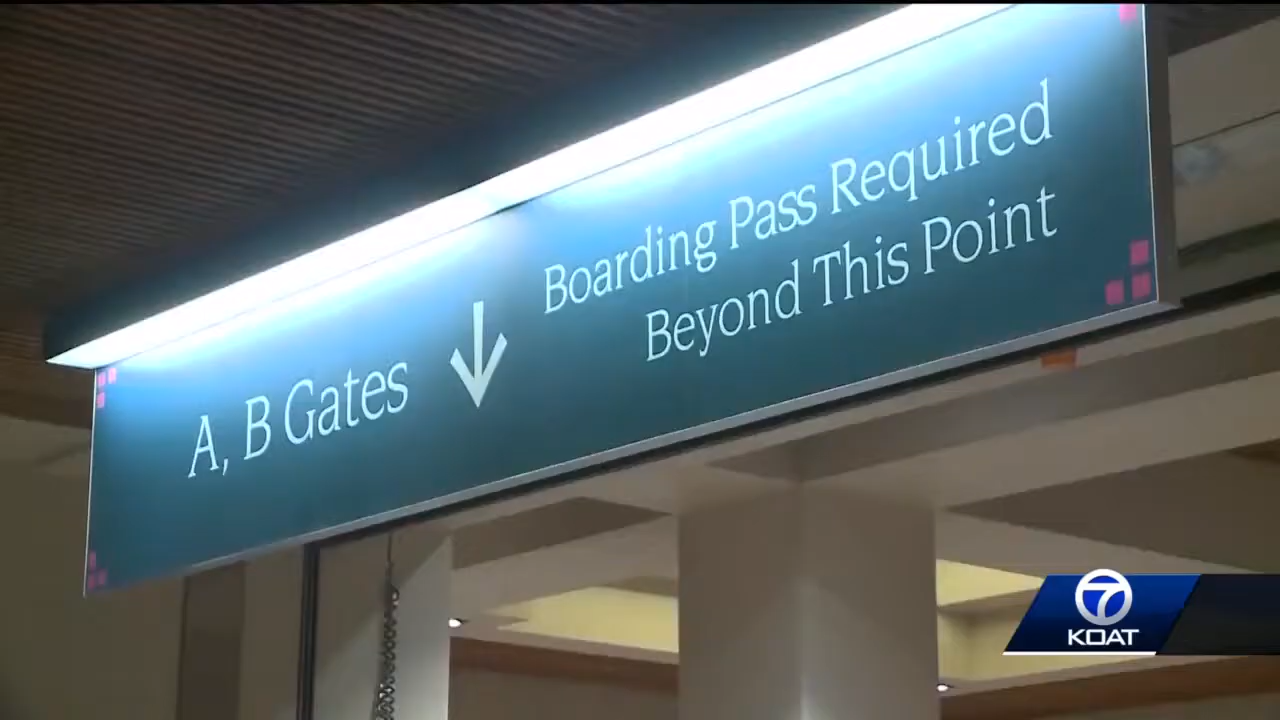 A, B Gates
Boarding Pass Required
Beyond This Point
7
KOAT